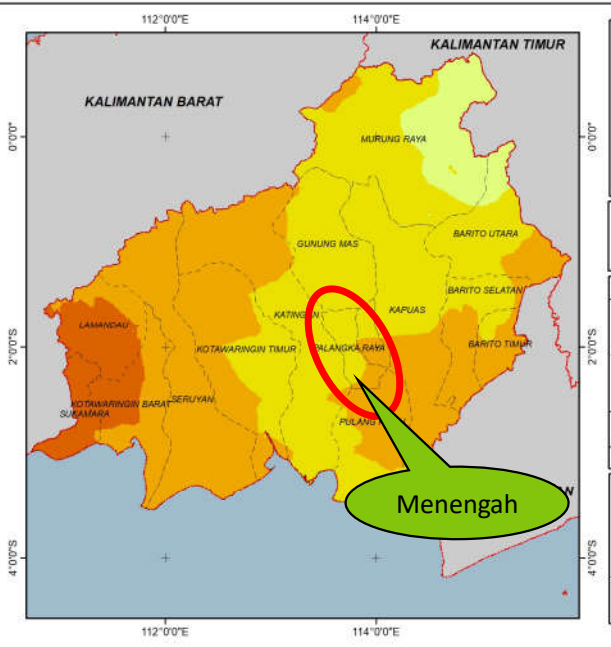 112°0'0"E 114°0'0"E
KALIMANTAN TIMUR
KALIMANTAN BARAT
0°0'0" 0°0'0"
MURUNG RAYA
BARITO UTARA
GUNUNG MAS
BARITO SELATAN
KATINGAN KAPUAS
LAMANDAU
2°0'0"S KOTAWARINGIN TIMUR PALANGKA RAYA BARITO TIMUR 2°0'0"S
KOTAWARINGIN BARAT SERUYAN
SUKAMARA
PULANG
Menengah
4°0'0"S 4°0'0"S
112°0'0"E 114°0'0"E